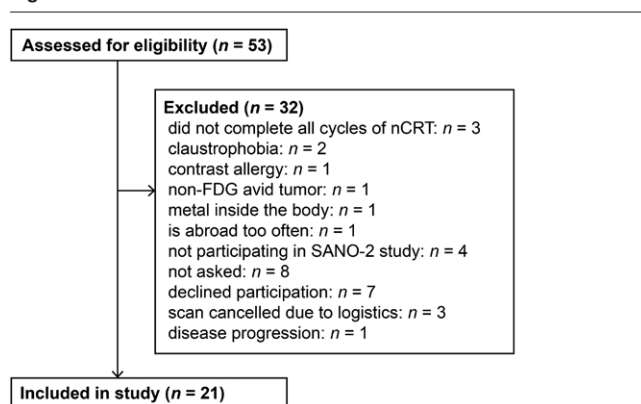 Assessed for eligibility (n = 53)
Excluded (n = 32)
did not complete all cycles of nCRT: n = 3
claustrophobia: n = 2
contrast allergy: n = 1
non-FDG avid tumor: n = 1
metal inside the body: n = 1
is abroad too often: n = 1
not participating in SANO-2 study: n = 4
not asked: n = 8
declined participation: n = 7
scan cancelled due to logistics: n = 3
disease progression: n = 1
Included in study (n = 21)